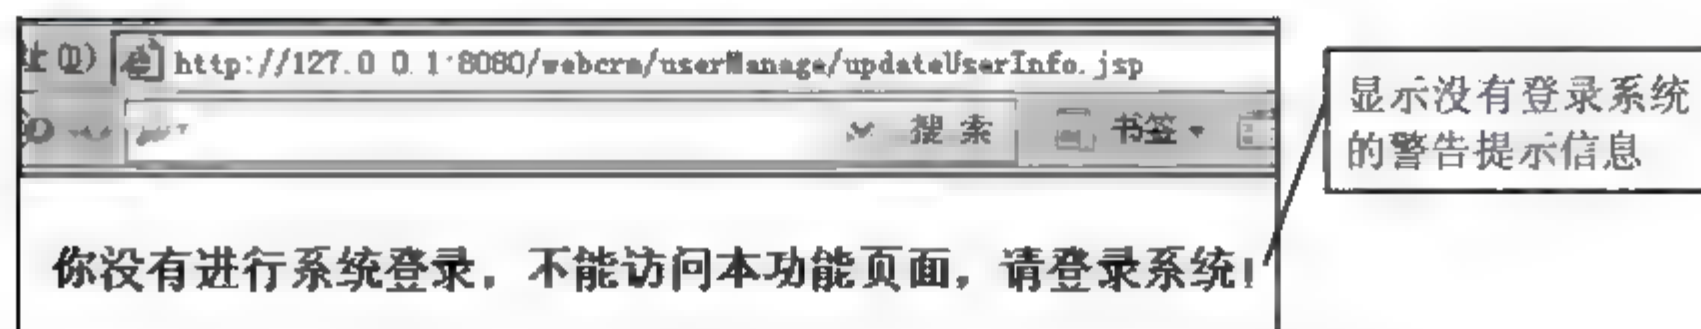 址(D) http://127.0.0.1:8080/webcrm/userManage/updateUserInfo.jsp
搜索 书签
显示没有登录系统
的警告提示信息
你没有进行系统登录，不能访问本功能页面，请登录系统！